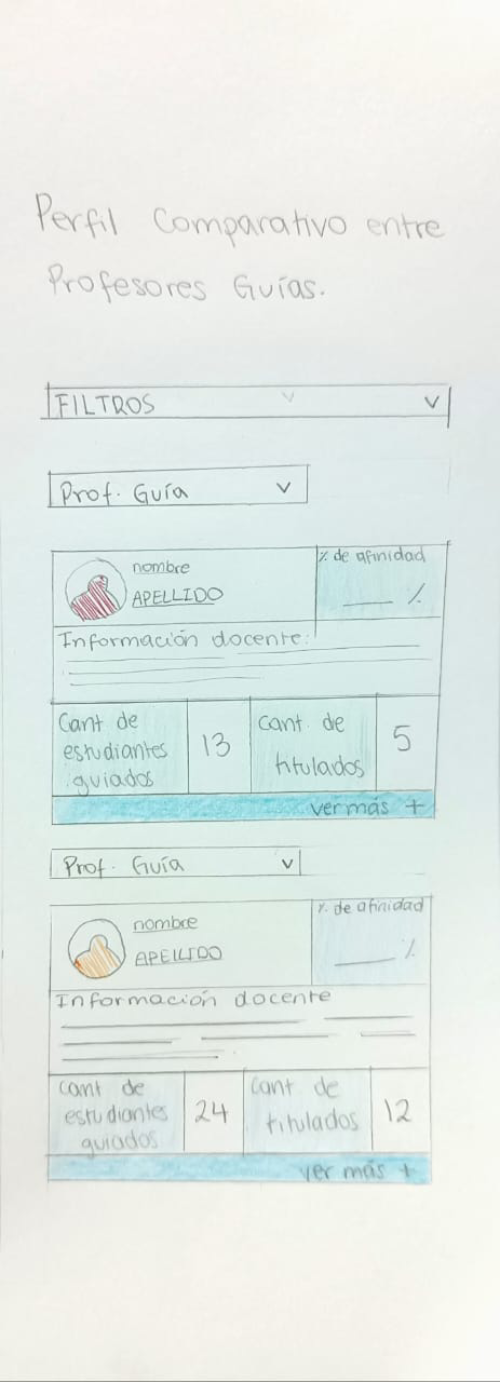 Perfil Comparativo entre
Profesores Guías.
FILTROS
Prof. Guía
nombre
APELLIDO
% de afinidad
%
Información docente:
Cant de
estudiantes
guiados
13
cant de
titulados
5
ver más +
Prof. Guía
nombre
APELLIDO
% de afinidad
%
Información docente
cant de
estudiantes
guiados
24
cant de
titulados
12
ver más +